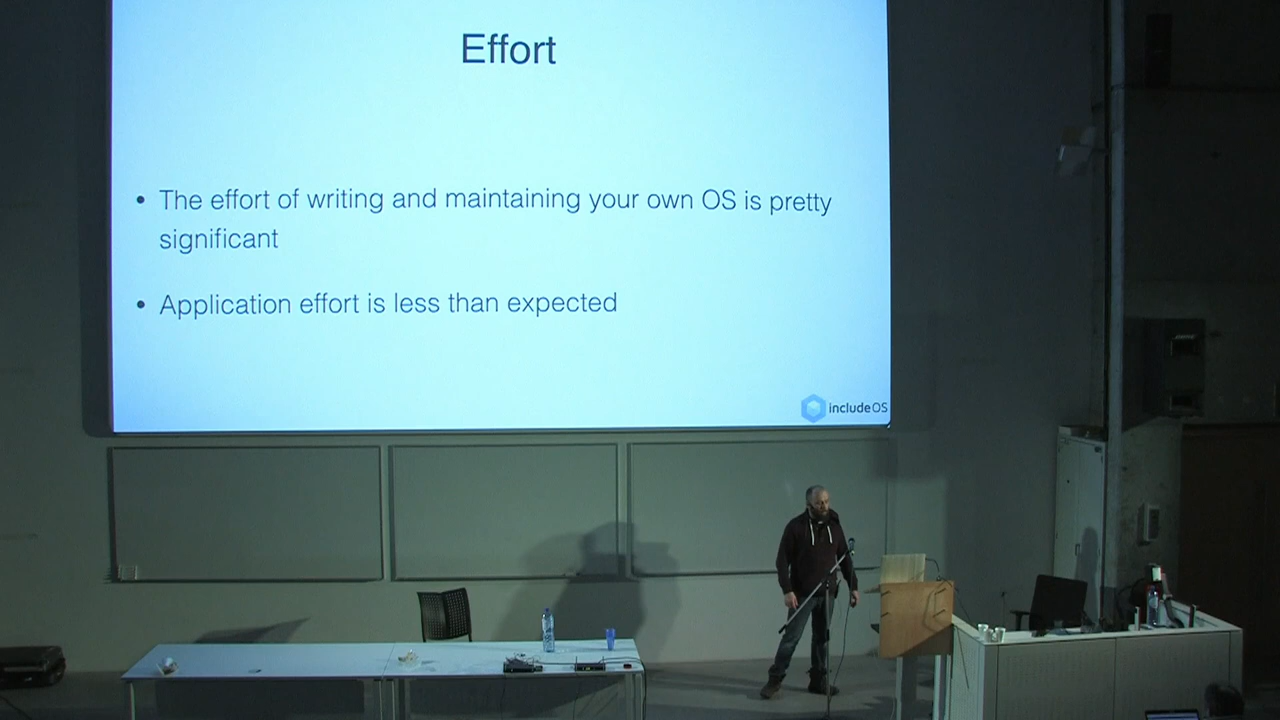 Effort
• The effort of writing and maintaining your own OS is pretty
significant
• Application effort is less than expected
includeOS